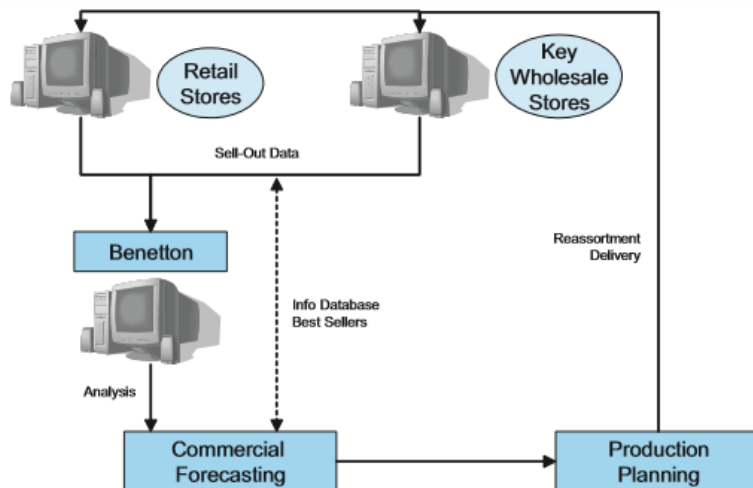 Retail
Stores
Key
Wholesale
Stores
Sell-Out Data
Benetton
Reassortment
Delivery
Info Database
Best Sellers
Analysis
Commercial
Forecasting
Production
Planning